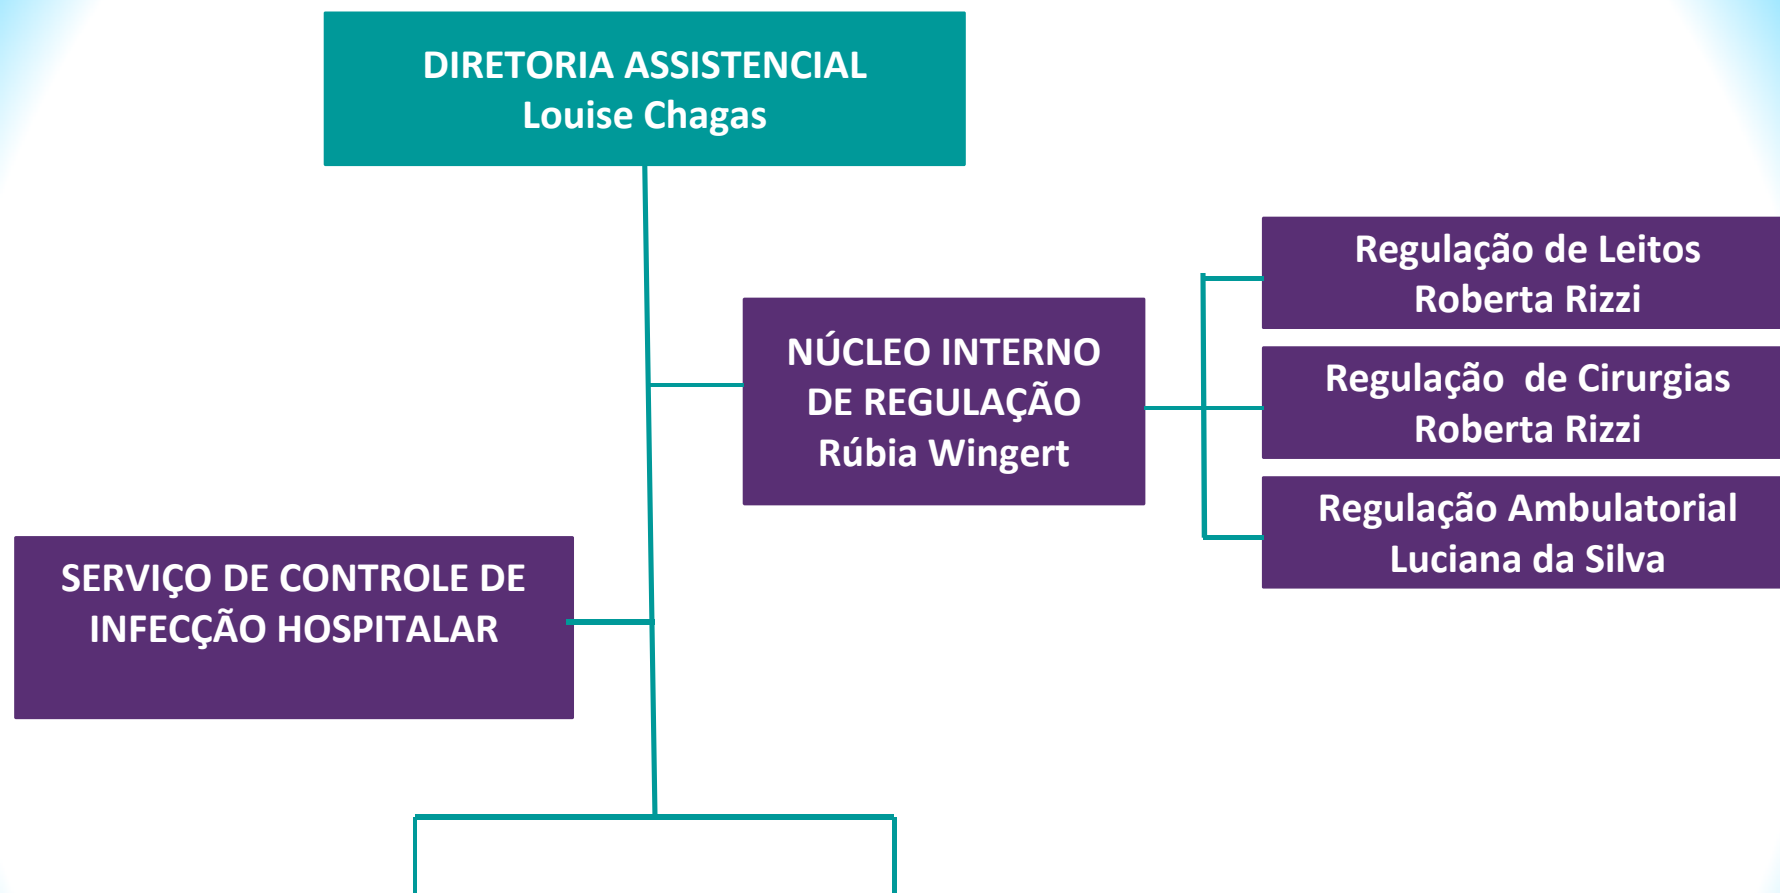 DIRETORIA ASSISTENCIAL
Louise Chagas
Regulação de Leitos
Roberta Rizzi
NÚCLEO INTERNO
DE REGULAÇÃO
Rúbia Wingert
Regulação  de Cirurgias
Roberta Rizzi
Regulação Ambulatorial
Luciana da Silva
SERVIÇO DE CONTROLE DE
INFECÇÃO HOSPITALAR